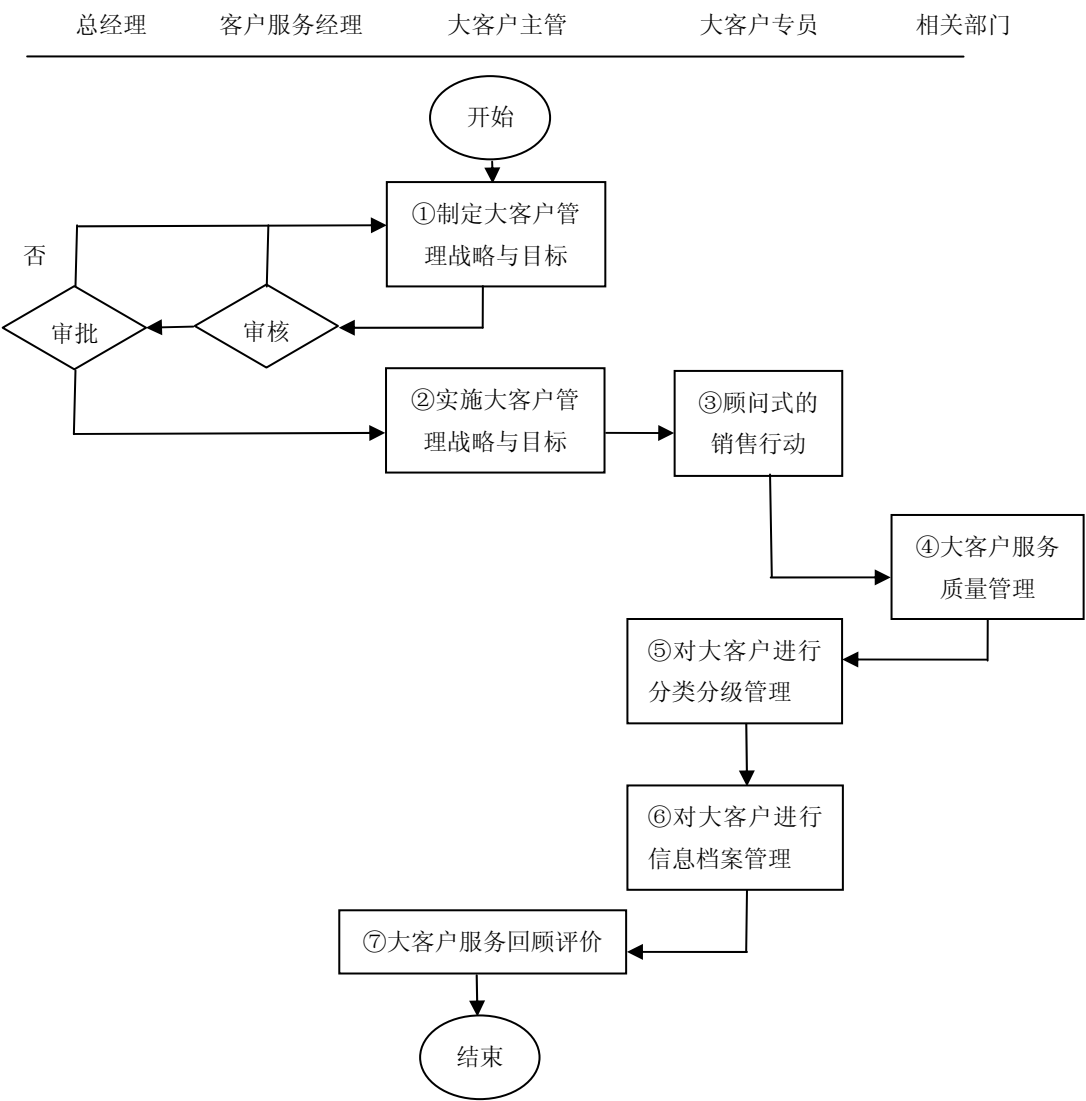 总经理 客户服务经理 大客户主管 大客户专员 相关部门
开始
①制定大客户管
理战略与目标
否
审批
审核
②实施大客户管
理战略与目标
③顾问式的
销售行动
④大客户服务
质量管理
⑤对大客户进行
分类分级管理
⑥对大客户进行
信息档案管理
⑦大客户服务回顾评价
结束